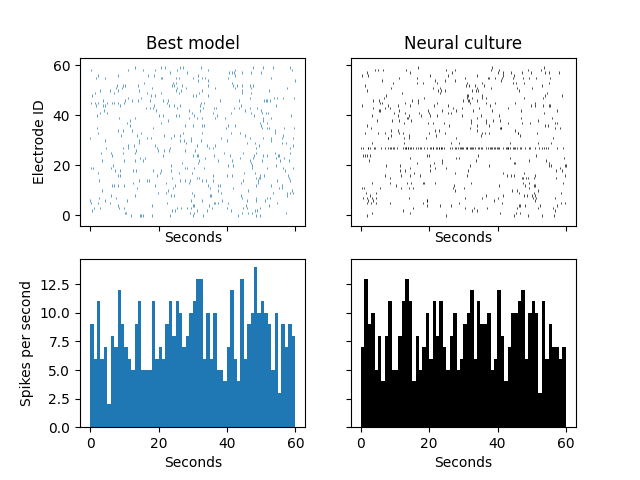 Best model
Neural culture
Electrode ID
60
40
20
0
Seconds
Seconds
Spikes per second
12.5
10.0
7.5
5.0
2.5
0.0
0 20 40 60
0 20 40 60
Seconds
Seconds